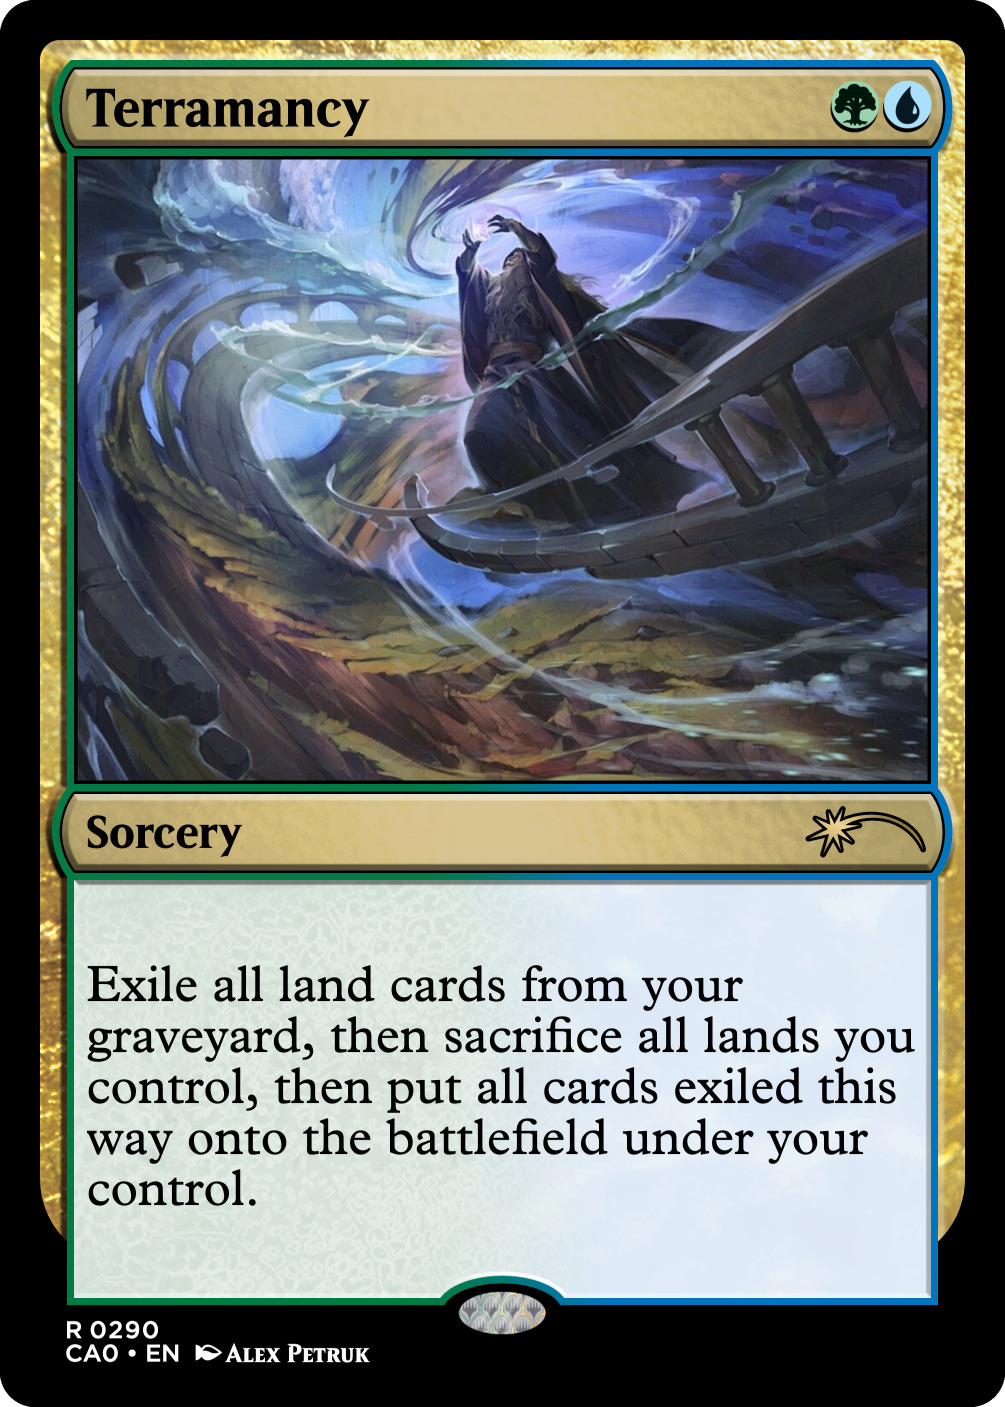 Terramancy
Sorcery
Exile all land cards from your
graveyard, then sacrifice all lands you
control, then put all cards exiled this
way onto the battlefield under your
control.
R 0290
CAO • EN ALEX PETRUK